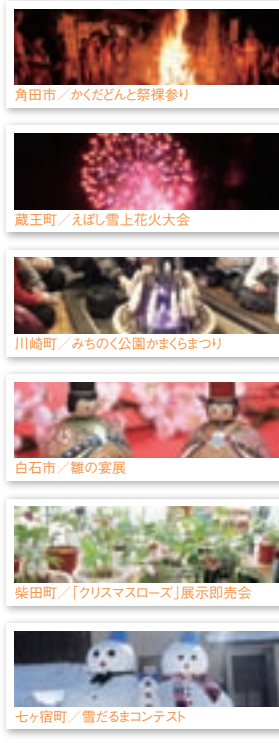 角田市／かくだどんと祭裸参り
蔵王町／えぼし雪上花火大会
川崎町／みちのく公園かまくらまつり
白石市／雛の宴展
柴田町／「クリスマスローズ」展示即売会
七ヶ宿町／雪だるまコンテスト